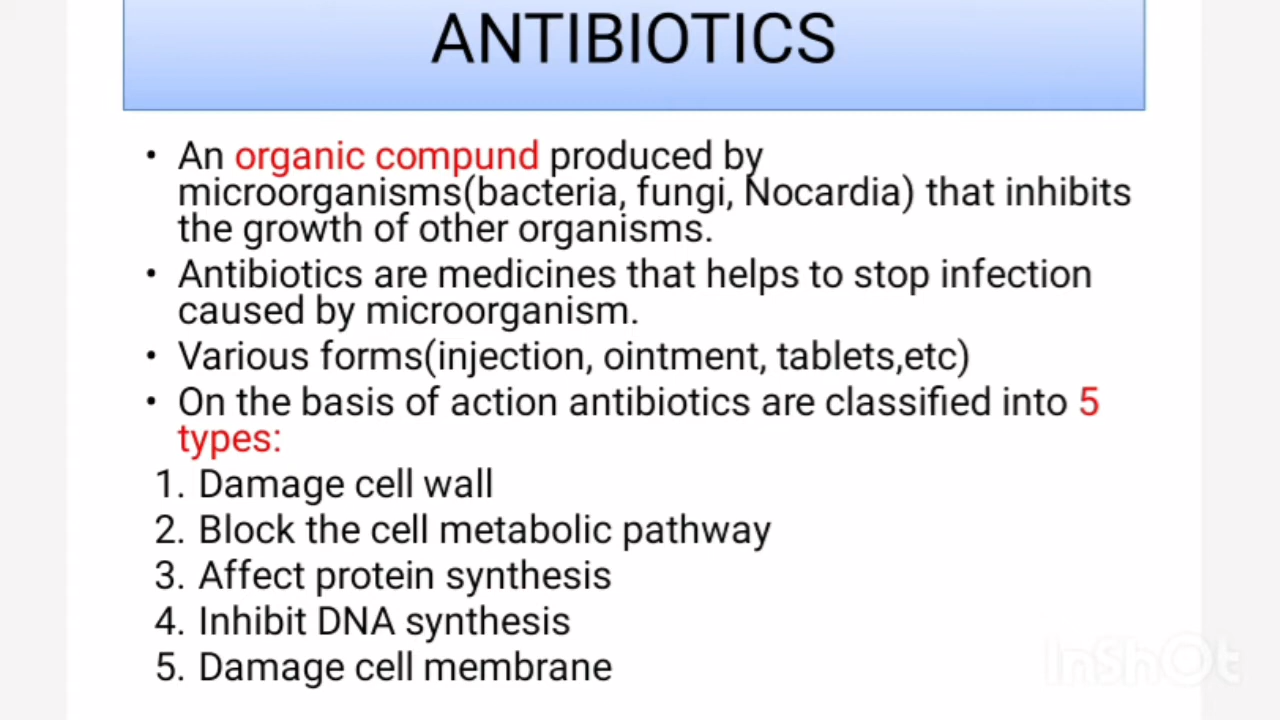 ANTIBIOTICS
• An organic compund produced by
microorganisms(bacteria, fungi, Nocardia) that inhibits
the growth of other organisms.
• Antibiotics are medicines that helps to stop infection
caused by microorganism.
• Various forms(injection, ointment, tablets,etc)
• On the basis of action antibiotics are classified into 5
types:
1. Damage cell wall
2. Block the cell metabolic pathway
3. Affect protein synthesis
4. Inhibit DNA synthesis
5. Damage cell membrane
InShOt